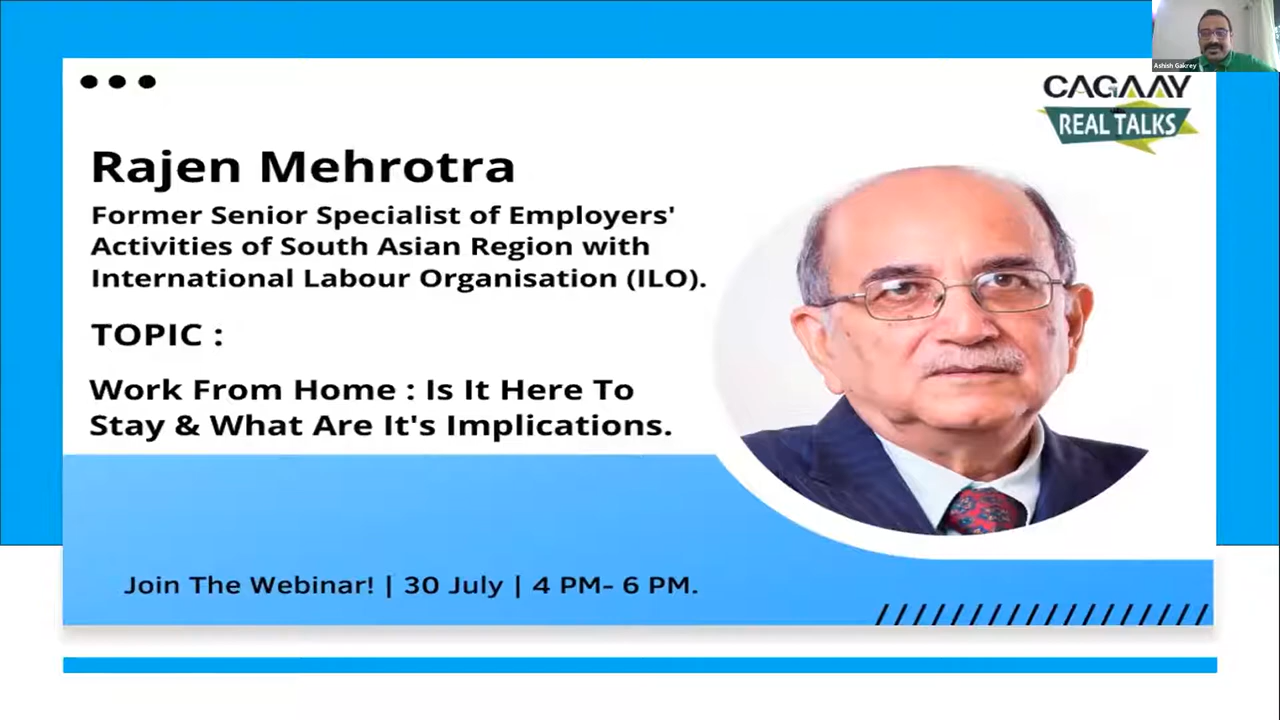 Ashish Gakrey
CAGAAY
REAL TALKS
Rajen Mehrotra
Former Senior Specialist of Employers'
Activities of South Asian Region with
International Labour Organisation (ILO).
TOPIC :
Work From Home : Is It Here To
Stay & What Are It's Implications.
Join The Webinar! | 30 July | 4 PM- 6 PM.